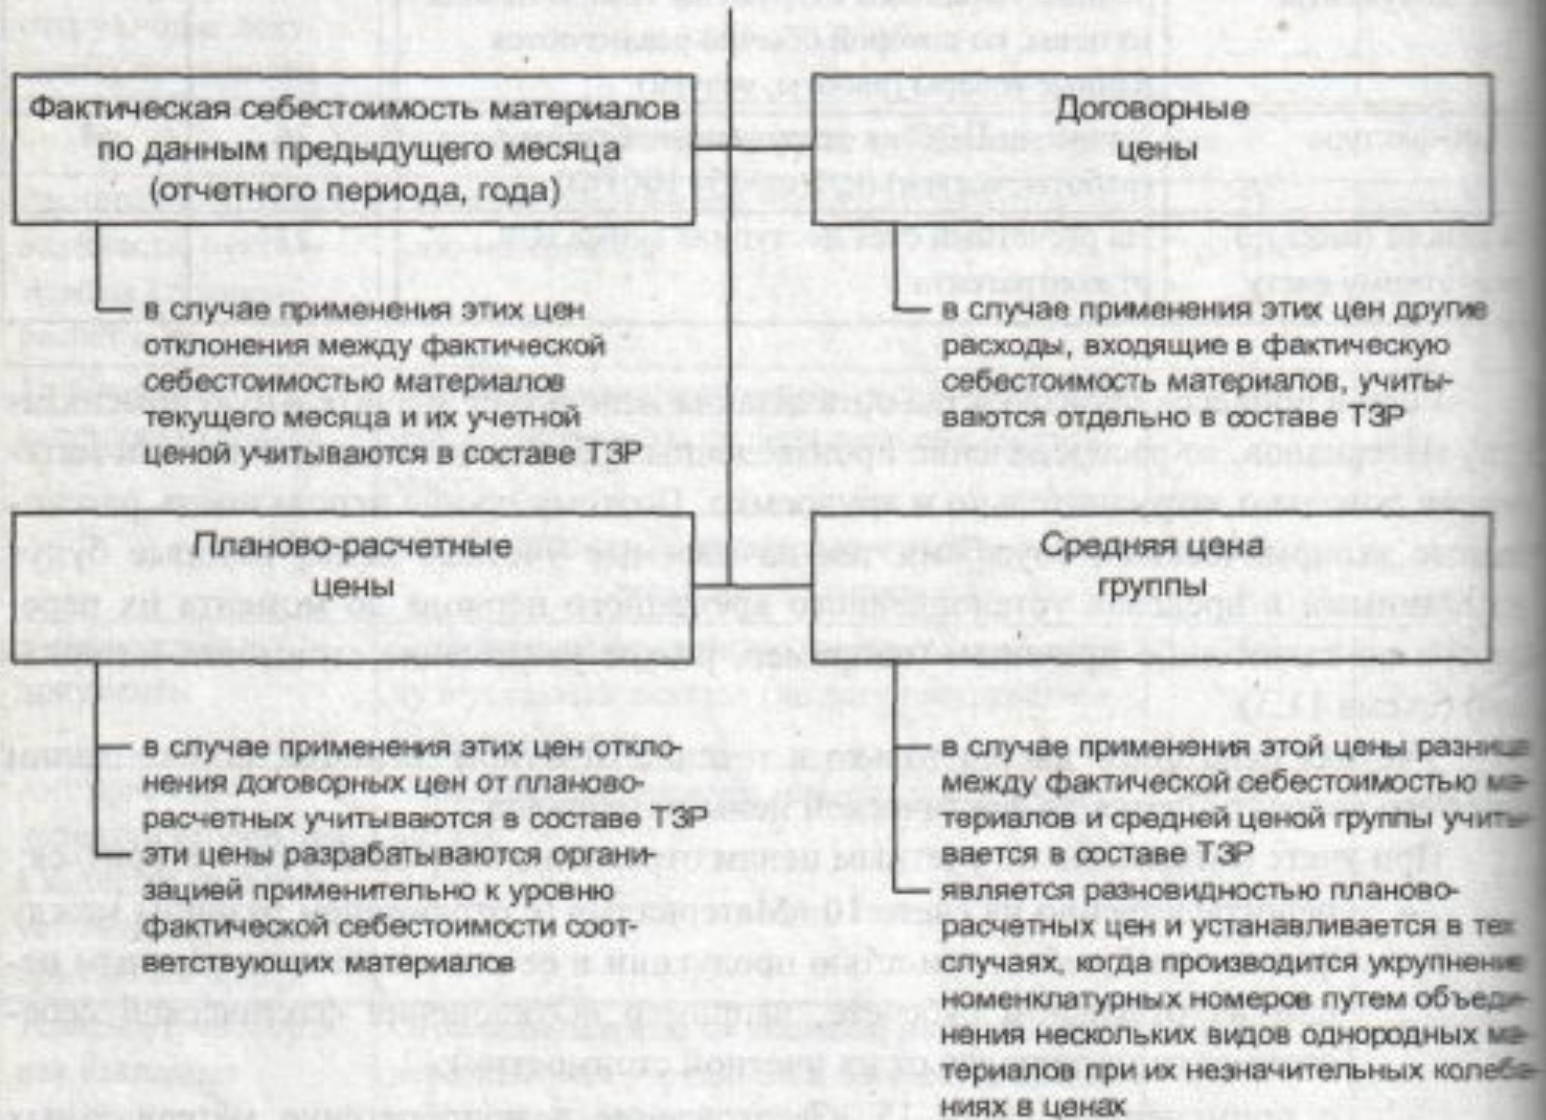 Фактическая себестоимость материалов
по данным предыдущего месяца
(отчетного периода, года)
Договорные
цены
в случае применения этих цен
отклонения между фактической
себестоимостью материалов
текущего месяца и их учетной
ценой учитываются в составе ТЗР
в случае применения этих цен другие
расходы, входящие в фактическую
себестоимость материалов, учиты-
ваются отдельно в составе ТЗР
Планово-расчетные
цены
Средняя цена
группы
в случае применения этих цен откло-
нения договорных цен от планово-
расчетных учитываются в составе ТЗР
эти цены разрабатываются органи-
зацией применительно к уровню
фактической себестоимости соот-
ветствующих материалов
в случае применения этой цены разница
между фактической себестоимостью ма-
териалов и средней ценой группы учиты-
вается в составе ТЗР
является разновидностью планово-
расчетных цен и устанавливается в тех
случаях, когда производится укрупнение
номенклатурных номеров путем объеди-
нения нескольких видов однородных ма-
териалов при их незначительных колеба-
ниях в ценах